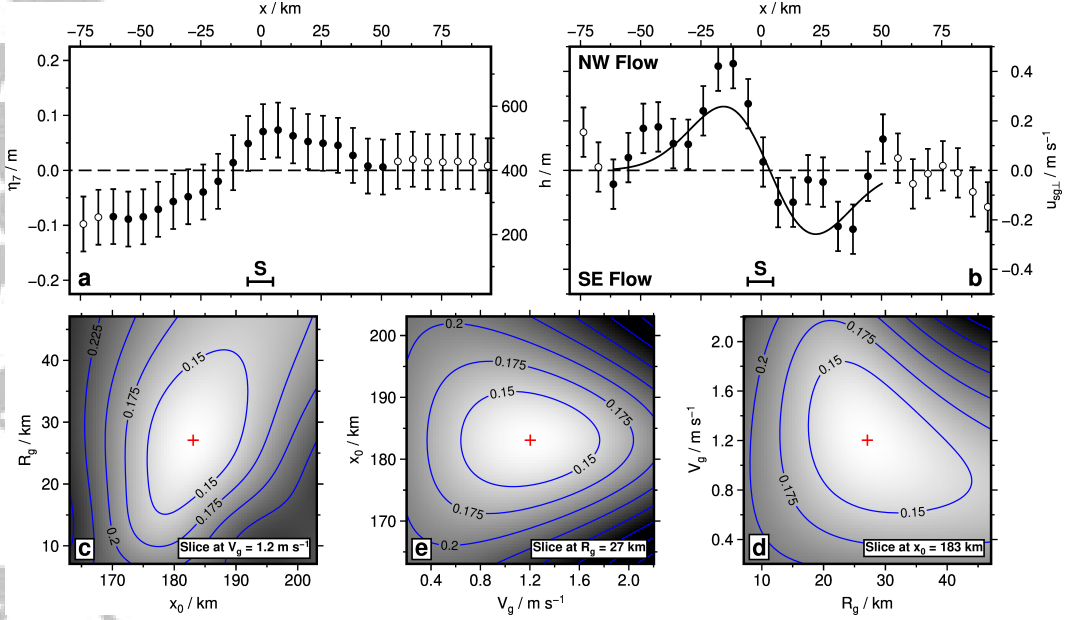 x / km
−75 −50 −25 0 25 50 75
0.2
0.1
0.0
−0.1
−0.2
η7 / m
600
400
200
h / m
S
a
x / km
−75 −50 −25 0 25 50 75
NW Flow
0.4
0.2
0.0
−0.2
−0.4
usg⊥ / m s−1
S
SE Flow
b
0.225
0.2
0.175
0.15
0.15
0.175
40
30
20
10
Rg / km
c
Slice at Vg = 1.2 m s−1
170 180 190 200
x0 / km
0.2
0.175
0.15
0.175
0.15
0.175
0.2
200
190
180
170
x0 / km
e
Slice at Rg = 27 km
0.4 0.8 1.2 1.6 2.0
Vg / m s−1
0.2
0.175
0.15
0.175
0.15
2.0
1.6
1.2
0.8
0.4
Vg / m s−1
d
Slice at x0 = 183 km
10 20 30 40
Rg / km